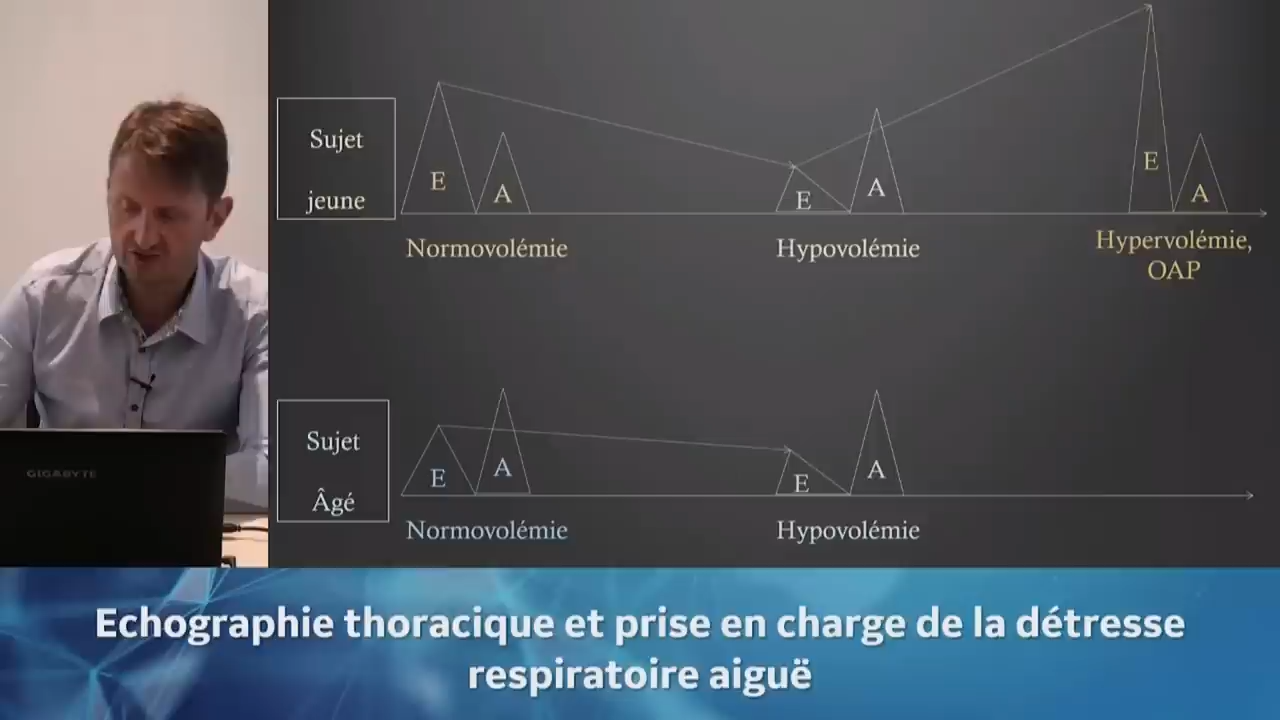 Sujet
jeune
E
A
Normovolémie
E
A
Hypovolémie
E
A
Hypervolémie,
OAP
Sujet
Âgé
E
A
Normovolémie
E
A
Hypovolémie
GIGABYTE
Echographie thoracique et prise en charge de la détresse
respiratoire aiguë